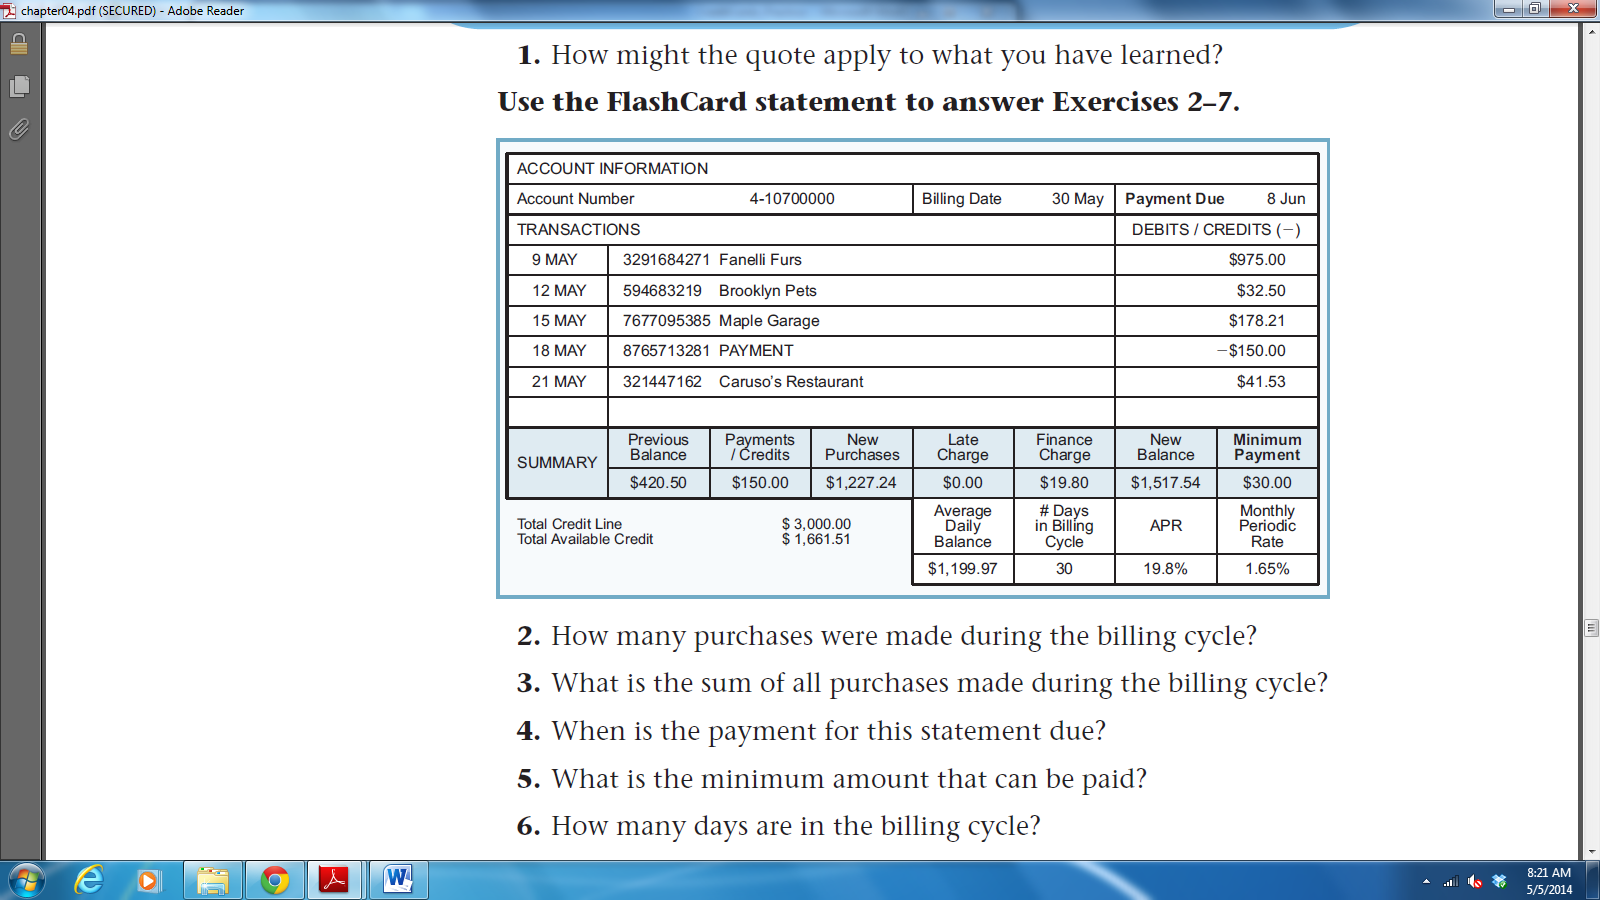 chapter04.pdf (SECURED) - Adobe Reader
1. How might the quote apply to what you have learned?
Use the FlashCard statement to answer Exercises 2–7.
ACCOUNT INFORMATION
Account Number 4-10700000 Billing Date 30 May Payment Due 8 Jun
TRANSACTIONS DEBITS / CREDITS (−)
9 MAY 3291684271 Fanelli Furs $975.00
12 MAY 594683219 Brooklyn Pets $32.50
15 MAY 7677095385 Maple Garage $178.21
18 MAY 8765713281 PAYMENT −$150.00
21 MAY 321447162 Caruso's Restaurant $41.53
SUMMARY
Previous Balance Payments / Credits New Purchases Late Charge Finance Charge New Balance Minimum Payment
$420.50 $150.00 $1,227.24 $0.00 $19.80 $1,517.54 $30.00
Total Credit Line $ 3,000.00
Total Available Credit $ 1,661.51
Average Daily Balance # Days in Billing Cycle APR Monthly Periodic Rate
$1,199.97 30 19.8% 1.65%
2. How many purchases were made during the billing cycle?
3. What is the sum of all purchases made during the billing cycle?
4. When is the payment for this statement due?
5. What is the minimum amount that can be paid?
6. How many days are in the billing cycle?
8:21 AM
5/5/2014